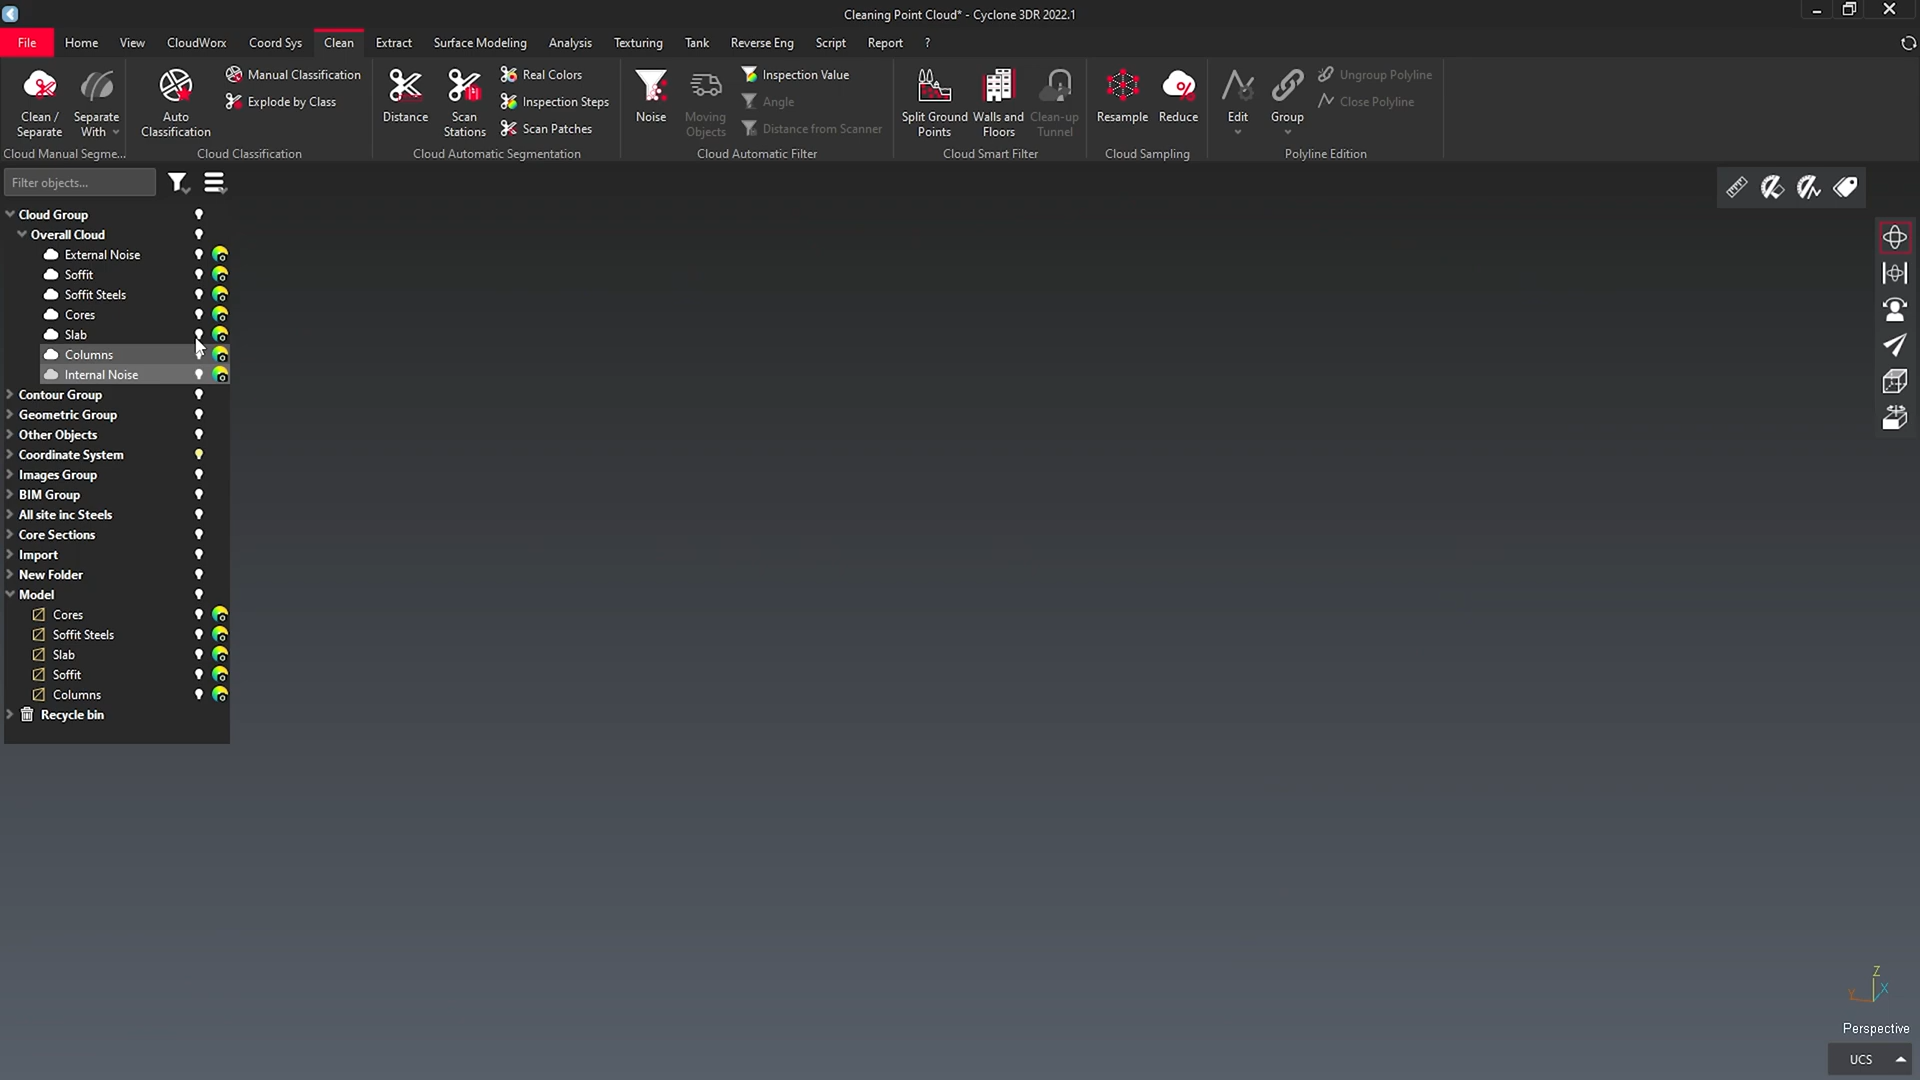 Cleaning Point Cloud* - Cyclone 3DR 2022.1
File Home View CloudWorx Coord Sys Clean Extract Surface Modeling Analysis Texturing Tank Reverse Eng Script Report ?
Clean / Separate
Separate With
Cloud Manual Segme...
Auto Classification
Manual Classification
Explode by Class
Cloud Classification
Distance
Scan Stations
Real Colors
Inspection Steps
Scan Patches
Cloud Automatic Segmentation
Noise
Moving Objects
Inspection Value
Angle
Distance from Scanner
Cloud Automatic Filter
Split Ground Points
Walls and Floors
Clean-up Tunnel
Cloud Smart Filter
Resample
Reduce
Cloud Sampling
Edit
Group
Ungroup Polyline
Close Polyline
Polyline Edition
Filter objects...
Cloud Group
Overall Cloud
External Noise
Soffit
Soffit Steels
Cores
Slab
Columns
Internal Noise
Contour Group
Geometric Group
Other Objects
Coordinate System
Images Group
BIM Group
All site inc Steels
Core Sections
Import
New Folder
Model
Cores
Soffit Steels
Slab
Soffit
Columns
Recycle bin
Z
Y X
Perspective
UCS